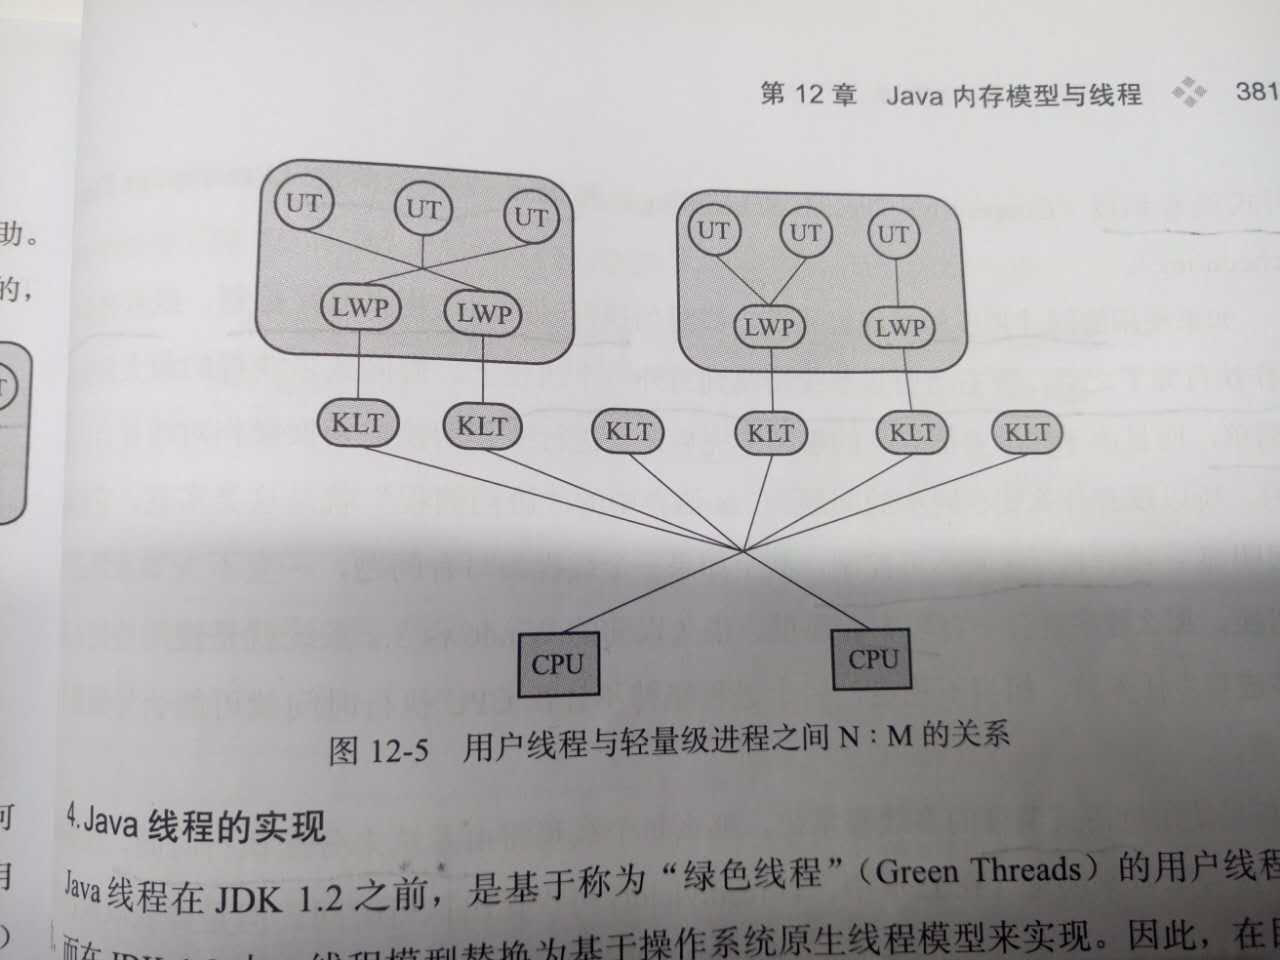 第 12 章 Java 内存模型与线程 381
助。
的，
UT UT UT UT UT UT
LWP LWP LWP LWP
KLT KLT KLT KLT KLT KLT
CPU CPU
图 12-5 用户线程与轻量级进程之间 N：M 的关系
4.Java 线程的实现
Java 线程在 JDK 1.2 之前，是基于称为“绿色线程”（Green Threads）的用户线程
线程模型替换为基于操作系统原生线程模型来实现。因此，在